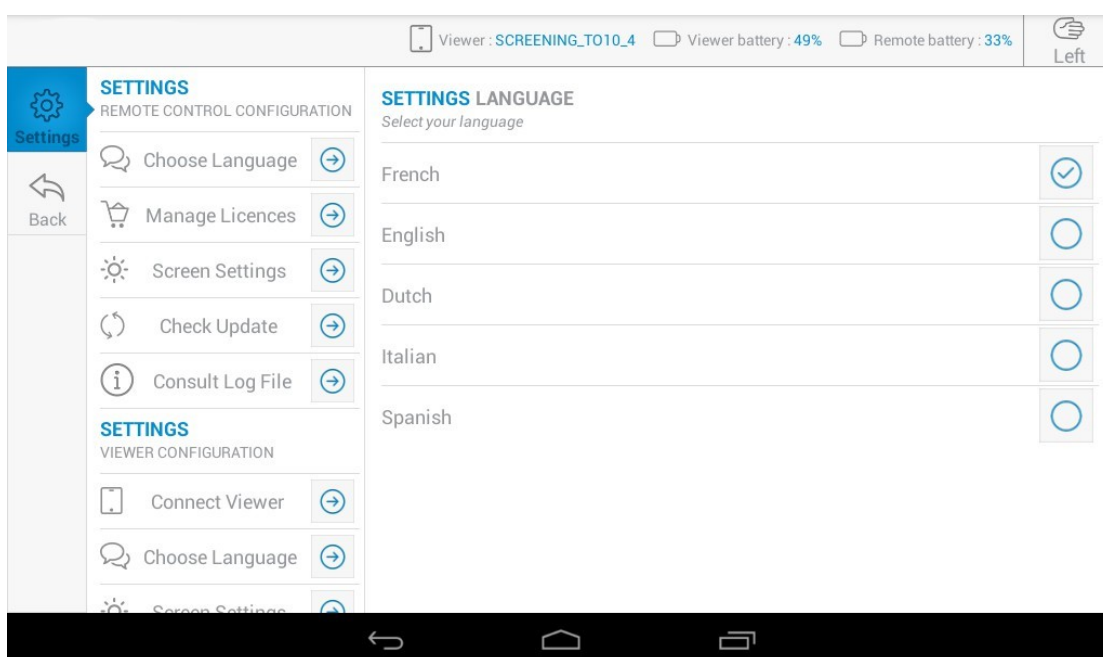 Viewer : SCREENING_TO10_4 Viewer battery : 49% Remote battery : 33%
Left
Settings
Back
SETTINGS
REMOTE CONTROL CONFIGURATION
Choose Language
Manage Licences
Screen Settings
Check Update
Consult Log File
SETTINGS
VIEWER CONFIGURATION
Connect Viewer
Choose Language
Screen Settings
SETTINGS LANGUAGE
Select your language
French
English
Dutch
Italian
Spanish